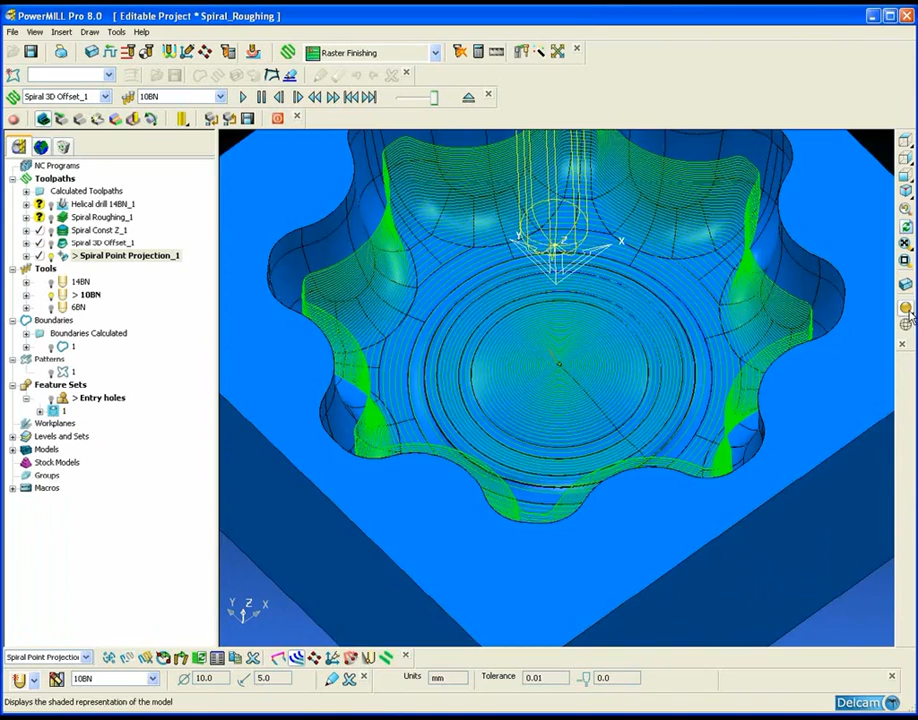 PowerMILL Pro 8.0    [ Editable Project * Spiral_Roughing ]
File View Insert Draw Tools Help
Raster Finishing
Spiral 3D Offset_1 10BN
NC Programs
Toolpaths
Calculated Toolpaths
Helical drill 14BN_1
Spiral Roughing_1
Spiral Const Z_1
Spiral 3D Offset_1
> Spiral Point Projection_1
Tools
14BN
> 10BN
6BN
Boundaries
Boundaries Calculated
1
Patterns
1
Feature Sets
> Entry holes
1
Workplanes
Levels and Sets
Models
Stock Models
Groups
Macros
Y Z X
Y Z X
Spiral Point Projectio
10BN 10.0 5.0 Units mm Tolerance 0.01 0.0
Displays the shaded representation of the model
Delcam